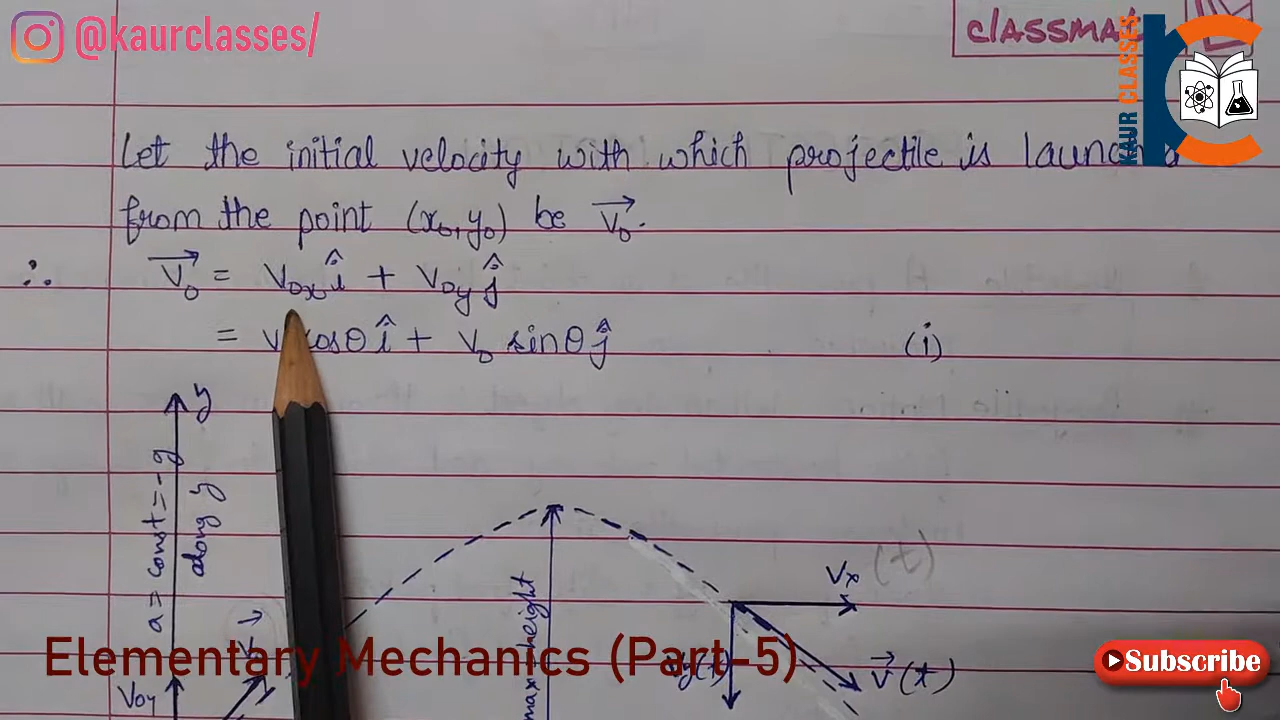 @kaurclasses/
classmate
KAUR CLASSES
Let the initial velocity with which projectile is launched
from the point (x₀, y₀) be V₀→.
∴ V₀→ = V₀ₓ î + V₀y ĵ
= V₀ cosθ î + V₀ sinθ ĵ (i)
y
a = const = -g
along y
max-height
Vₓ (t)
Vy(t)
V→(t)
V₀y
Elementary Mechanics (Part-5)
Subscribe